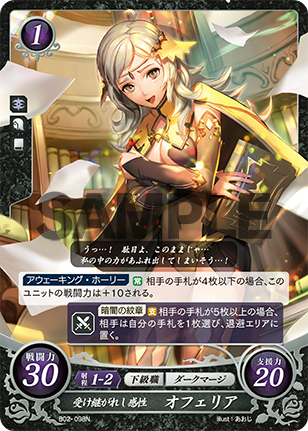 1
SAMPLE
うっ…！ 駄目よ、このままじゃ…
私の中の力があふれ出してしまいそう…！
アウェーキング・ホーリー 常 相手の手札が4枚以下の場合、この
ユニットの戦闘力は+10される。
暗闇の紋章 支 相手の手札が5枚以上の場合、
相手は自分の手札を1枚選び、退避エリアに
置く。
戦闘力 30
射程 1-2 下級職 ダークマージ
支援力 20
受け継がれし感性 オフェリア
B02-098N
Illust：あおじ